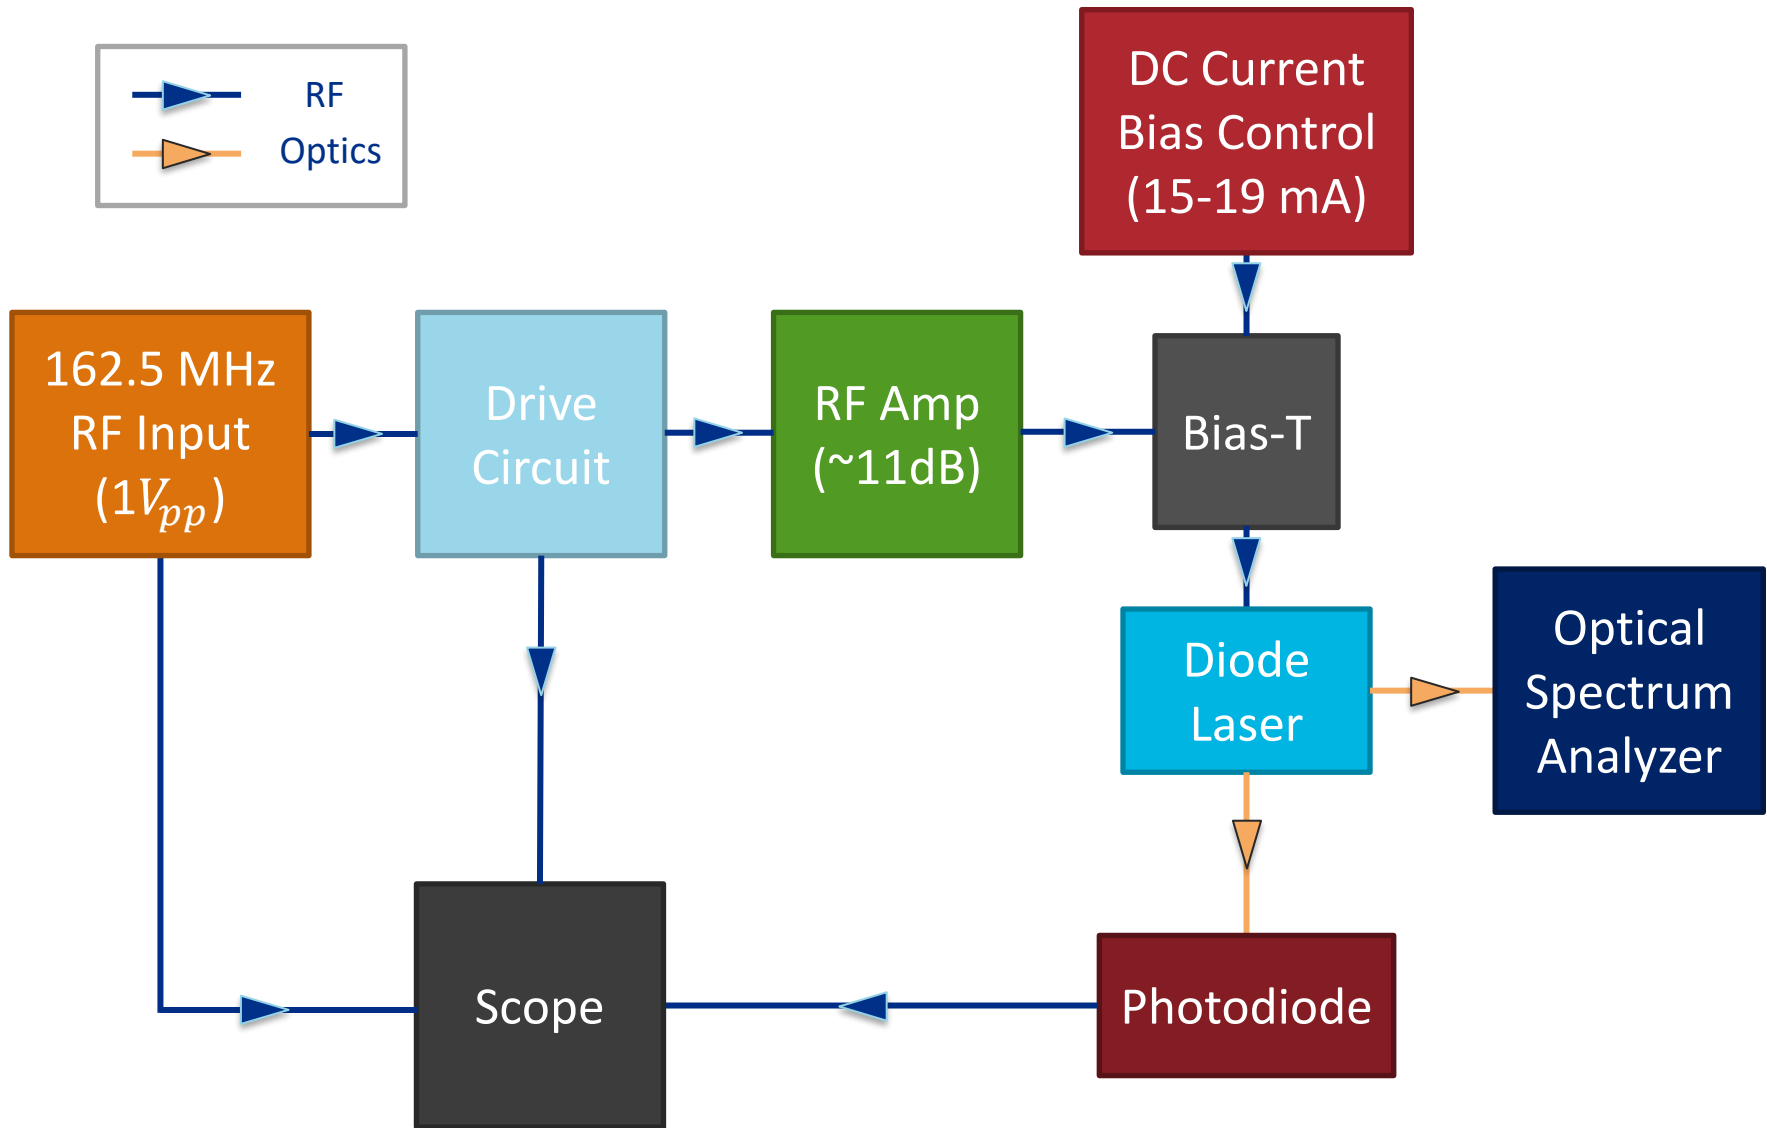 RF
Optics
DC Current
Bias Control
(15-19 mA)
162.5 MHz
RF Input
(1Vpp)
Drive
Circuit
RF Amp
(~11dB)
Bias-T
Diode
Laser
Optical
Spectrum
Analyzer
Scope
Photodiode